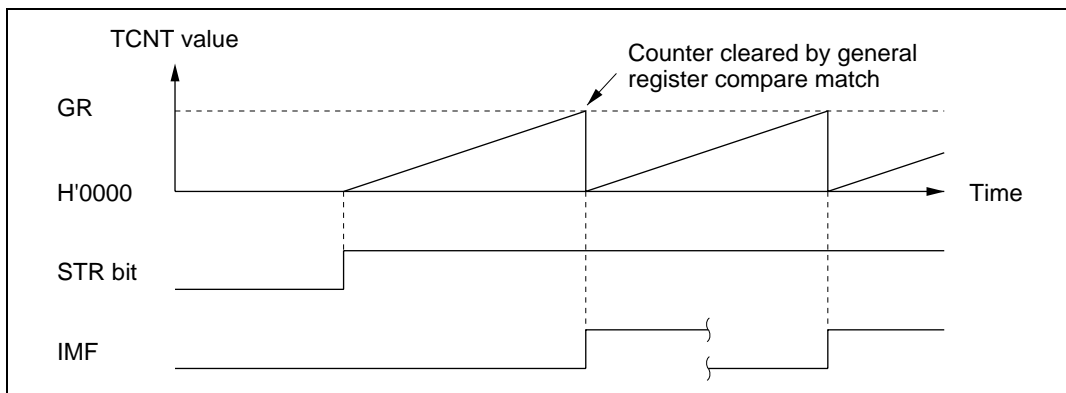 TCNT value
Counter cleared by general
register compare match
GR
H'0000
Time
STR bit
IMF